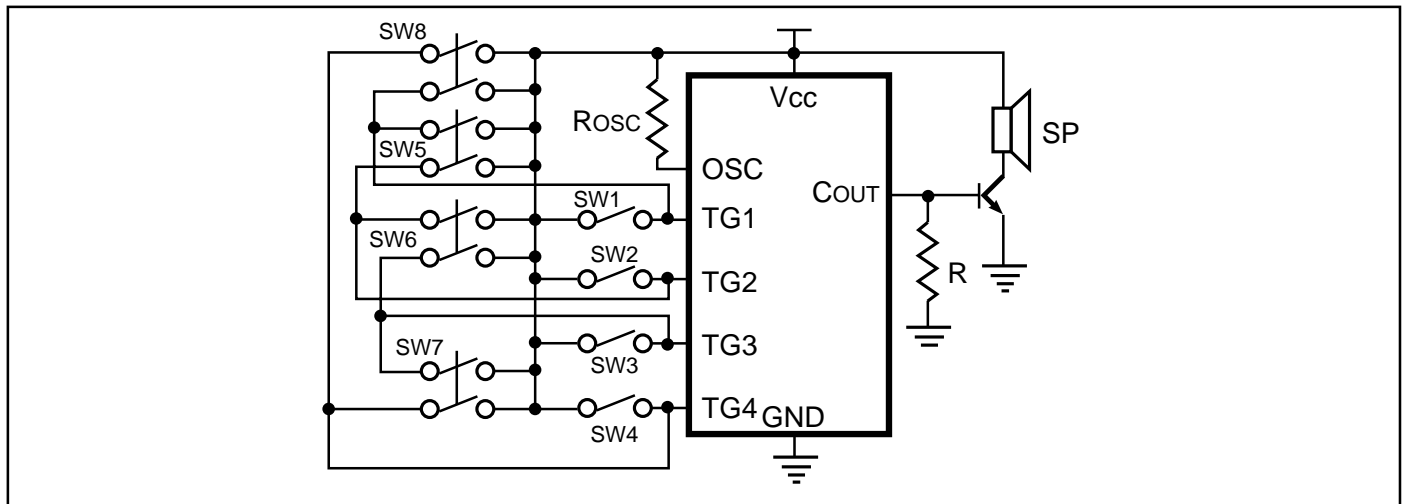 SW8
Vcc
ROSC
SP
SW5
OSC
SW1
COUT
TG1
SW6
SW2
R
TG2
SW7
TG3
SW3
TG4
GND
SW4